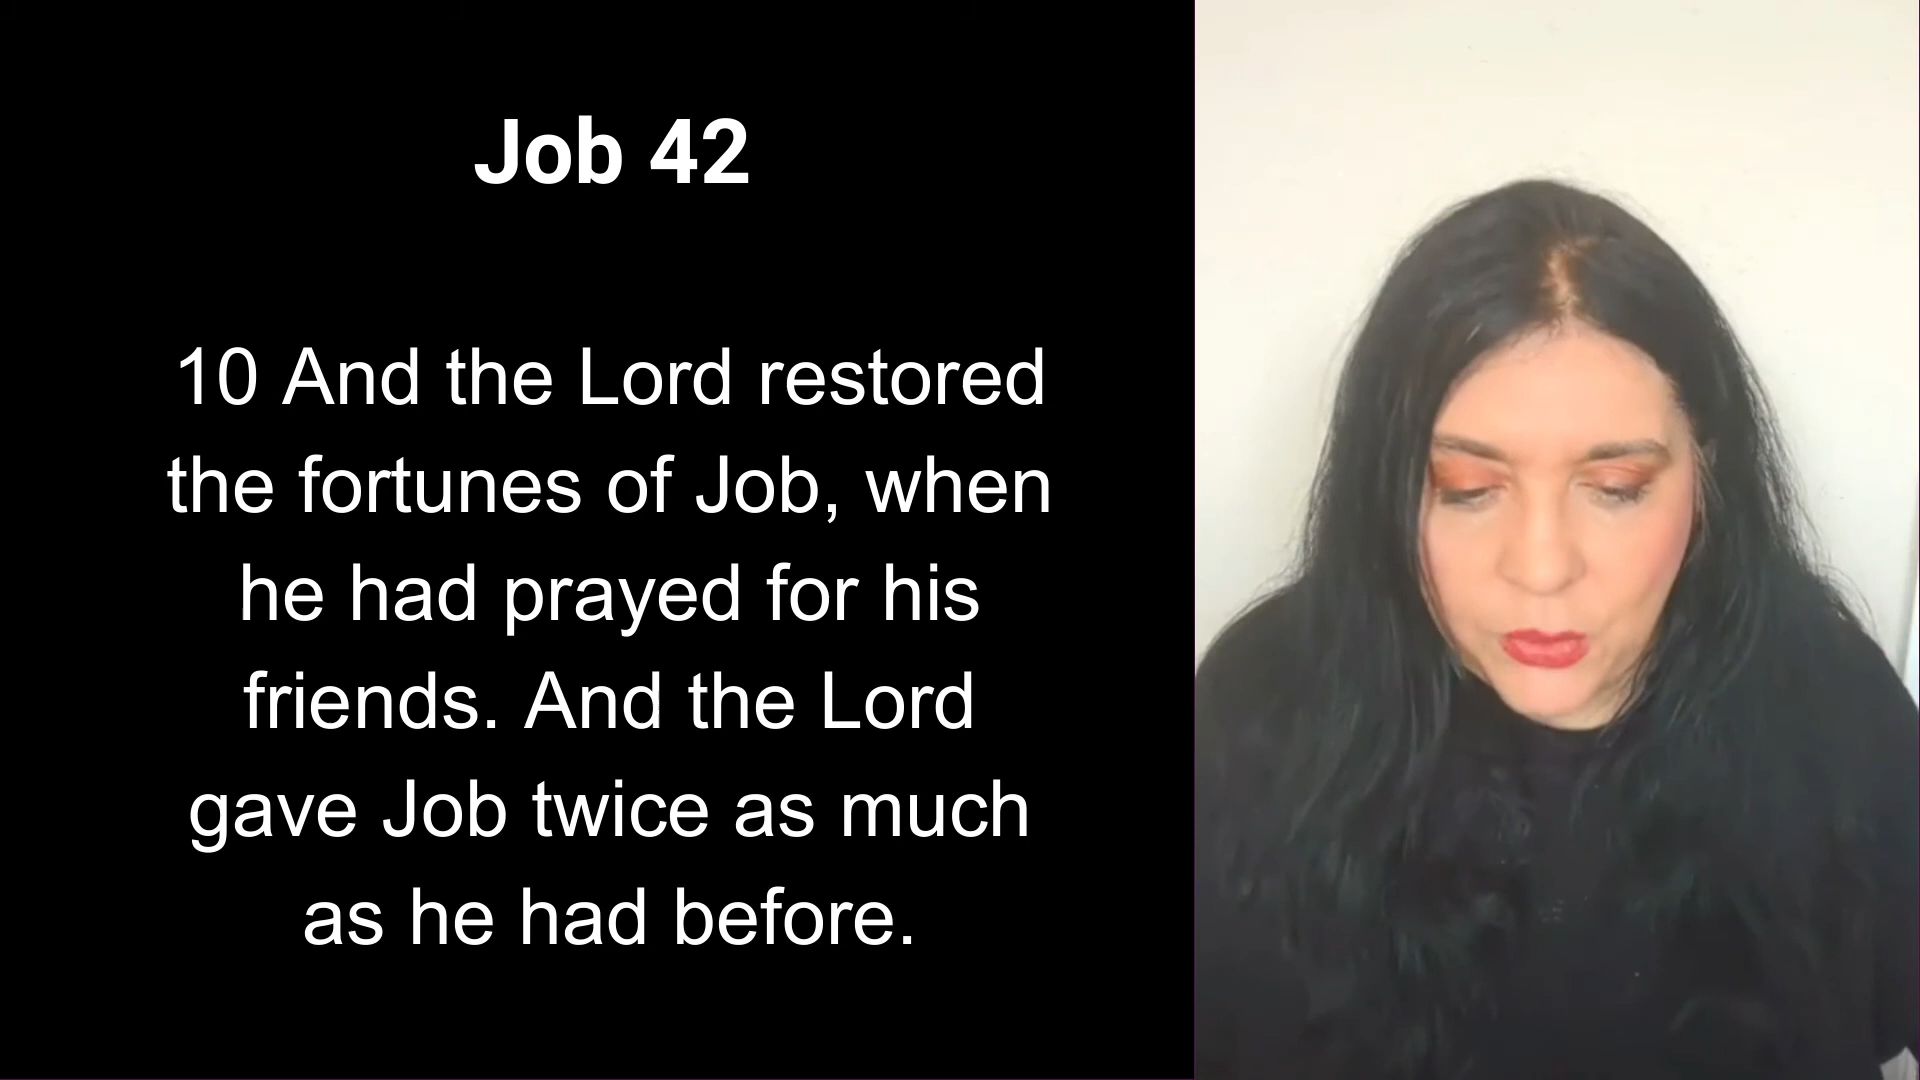 Job 42
10 And the Lord restored
the fortunes of Job, when
he had prayed for his
friends. And the Lord
gave Job twice as much
as he had before.